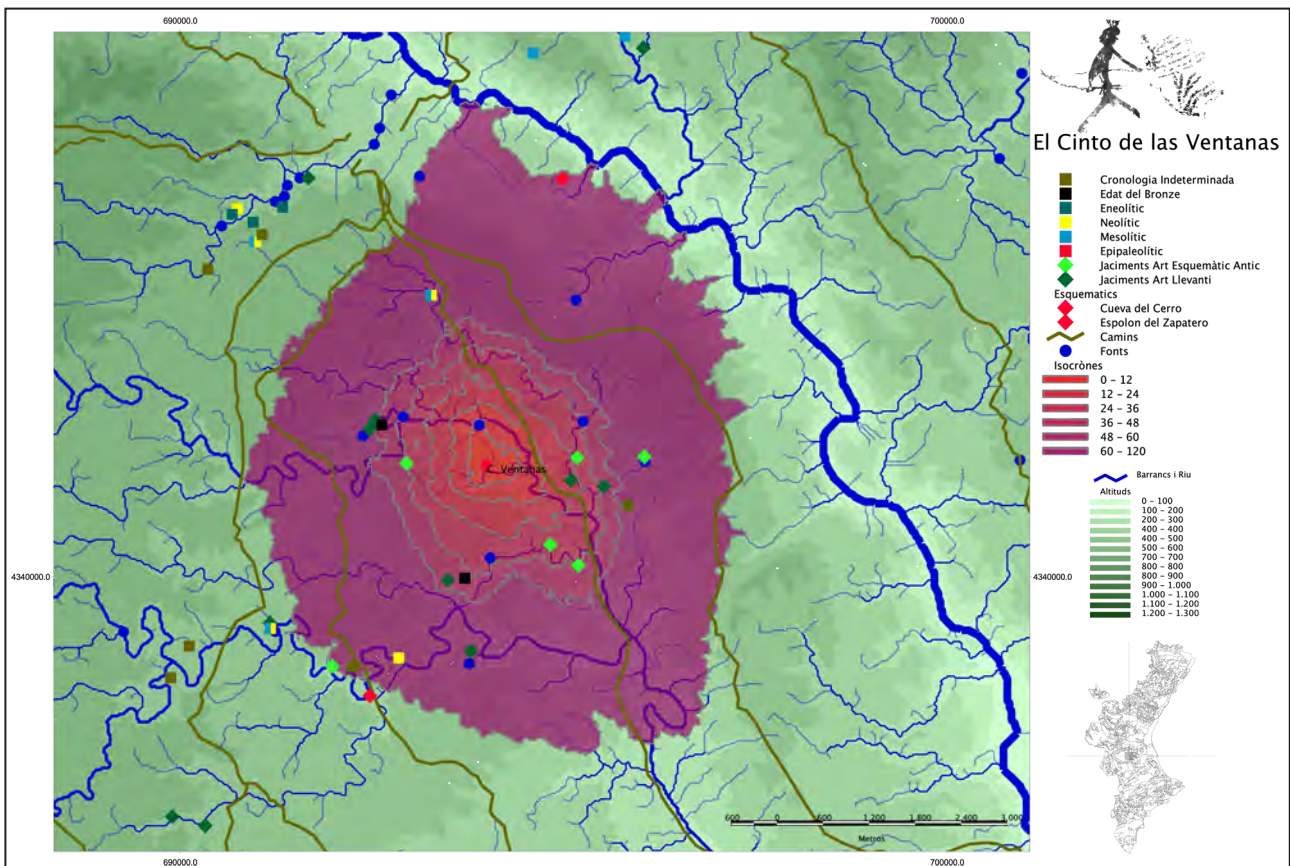 690000.0
700000.0
El Cinto de las Ventanas
Cronologia Indeterminada
Edat del Bronze
Eneolític
Neolític
Mesolític
Epipaleolític
Jaciments Art Esquemàtic Antic
Jaciments Art Llevanti
Esquematics
Cueva del Cerro
Espolon del Zapatero
Camins
Fonts
Isocrònes
0 - 12
12 - 24
24 - 36
36 - 48
48 - 60
60 - 120
C. Ventanas
Barrancs i Riu
Altituds
0 - 100
100 - 200
200 - 300
400 - 400
400 - 500
500 - 600
700 - 700
800 - 800
800 - 900
900 - 1.000
1.000 - 1.100
1.100 - 1.200
1.200 - 1.300
4340000.0
4340000.0
600 0 600 1.200 1.800 2.400 1.000
Metros
690000.0
700000.0